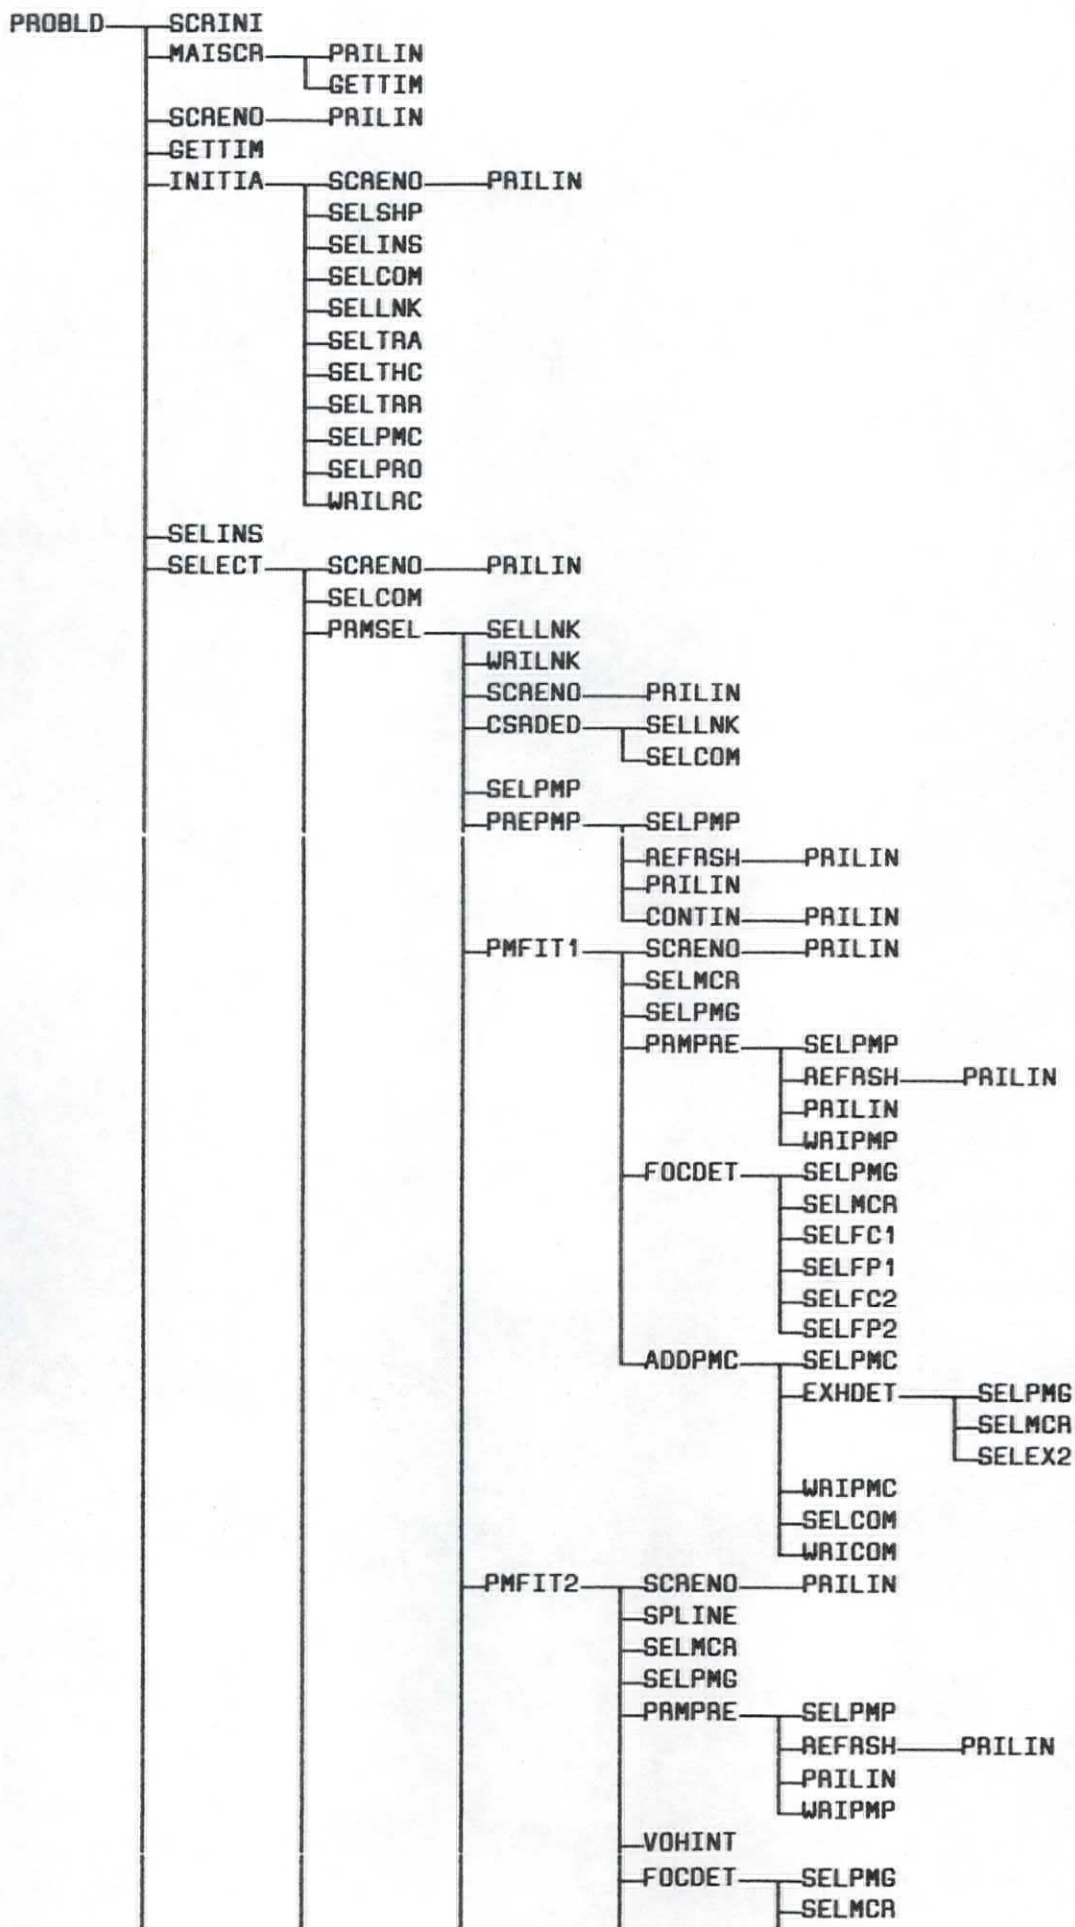 PROBLD SCRINI
MAISCR PRILIN
GETTIM
SCRENO PRILIN
GETTIM
INITIA SCRENO PRILIN
SELSHP
SELINS
SELCOM
SELLNK
SELTRA
SELTHC
SELTRR
SELPMC
SELPRO
WRILRC
SELINS
SELECT SCRENO PRILIN
SELCOM
PRMSEL SELLNK
WRILNK
SCRENO PRILIN
CSRDED SELLNK
SELCOM
SELPMP
PREPMP SELPMP
REFRSH PRILIN
PRILIN
CONTIN PRILIN
PMFIT1 SCRENO PRILIN
SELMCR
SELPMG
PRMPRE SELPMP
REFRSH PRILIN
PRILIN
WRIPMP
FOCDET SELPMG
SELMCR
SELFC1
SELFP1
SELFC2
SELFP2
ADDPMC SELPMC
EXHDET SELPMG
SELMCR
SELEX2
WRIPMC
SELCOM
WRICOM
PMFIT2 SCRENO PRILIN
SPLINE
SELMCR
SELPMG
PRMPRE SELPMP
REFRSH PRILIN
PRILIN
WRIPMP
VOHINT
FOCDET SELPMG
SELMCR